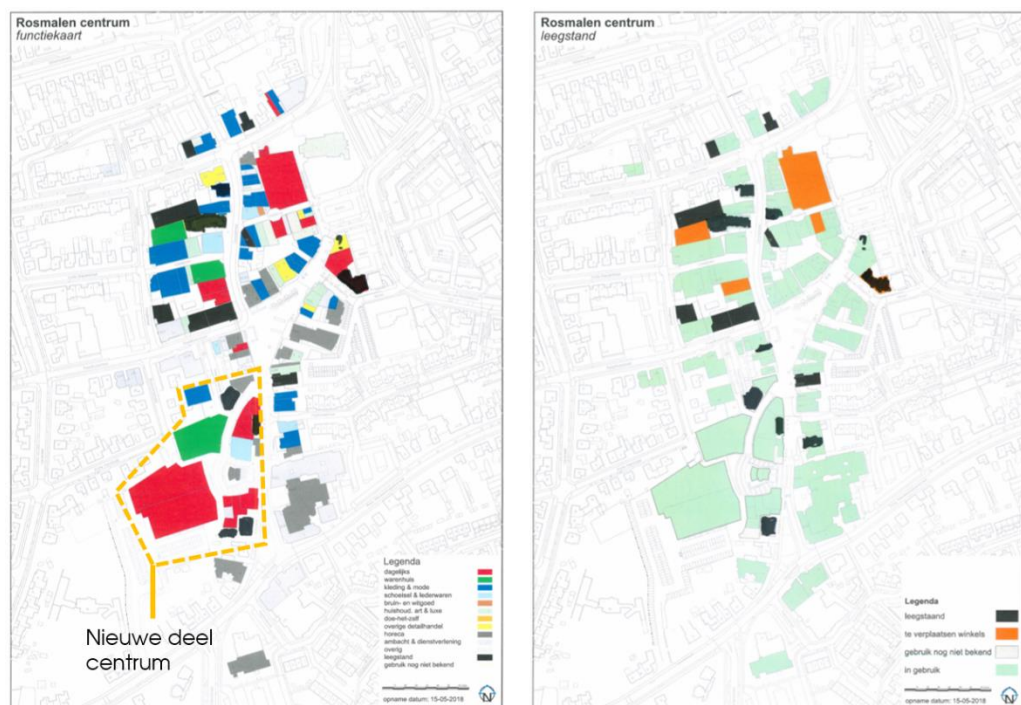 Rosmalen centrum
functiekaart
?
Nieuwe deel
centrum
Legenda
dagelijks
warenhuis
kleding & mode
schoeisel & lederwaren
bruin- en witgoed
huishoud. art & luxe
doe-het-zelf
overige detailhandel
horeca
ambacht & dienstverlening
overig
leegstand
gebruik nog niet bekend
opname datum: 15-05-2018
N
Rosmalen centrum
leegstand
?
Legenda
leegstaand
te verplaatsen winkels
gebruik nog niet bekend
in gebruik
opname datum: 15-05-2018
N